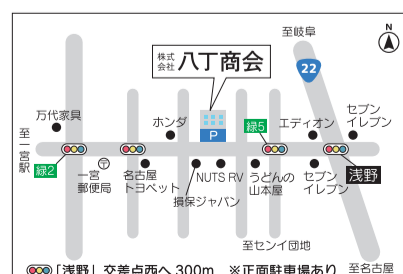 至岐阜
N
株式
会社 八丁商会
22
万代家具
ホンダ
P
緑5
エディオン
セブン
イレブン
至一宮駅
緑2
一宮
郵便局
名古屋
トヨペット
NUTS RV
うどんの
山本屋
セブン
イレブン
浅野
損保ジャパン
至センイ団地
「浅野」交差点西へ300m ※正面駐車場あり
至名古屋